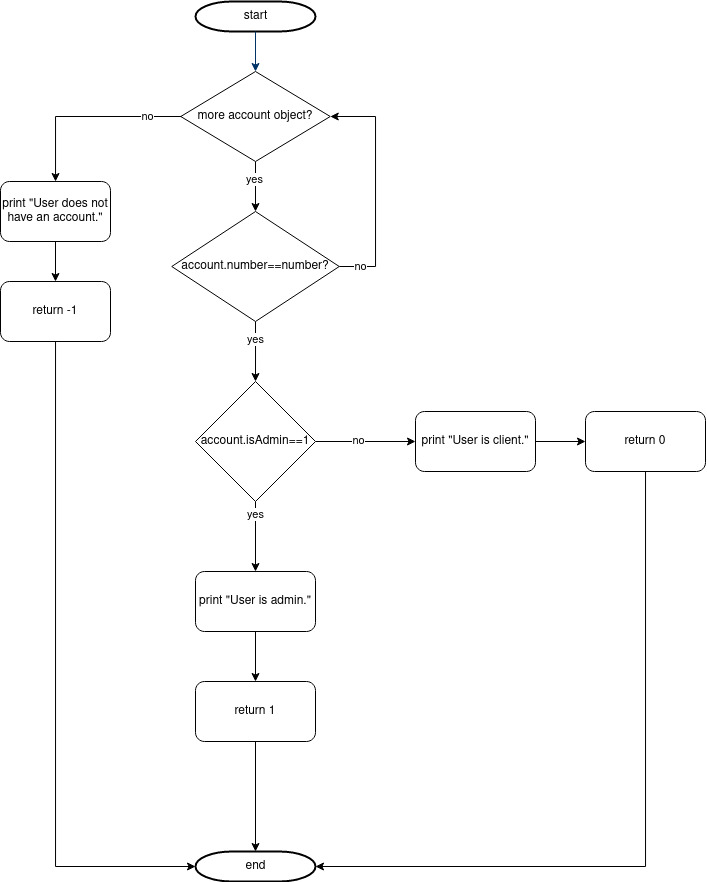 start
more account object?
no
yes
print "User does not
have an account."
account.number==number?
no
return -1
yes
account.isAdmin==1
no
print "User is client."
return 0
yes
print "User is admin."
return 1
end